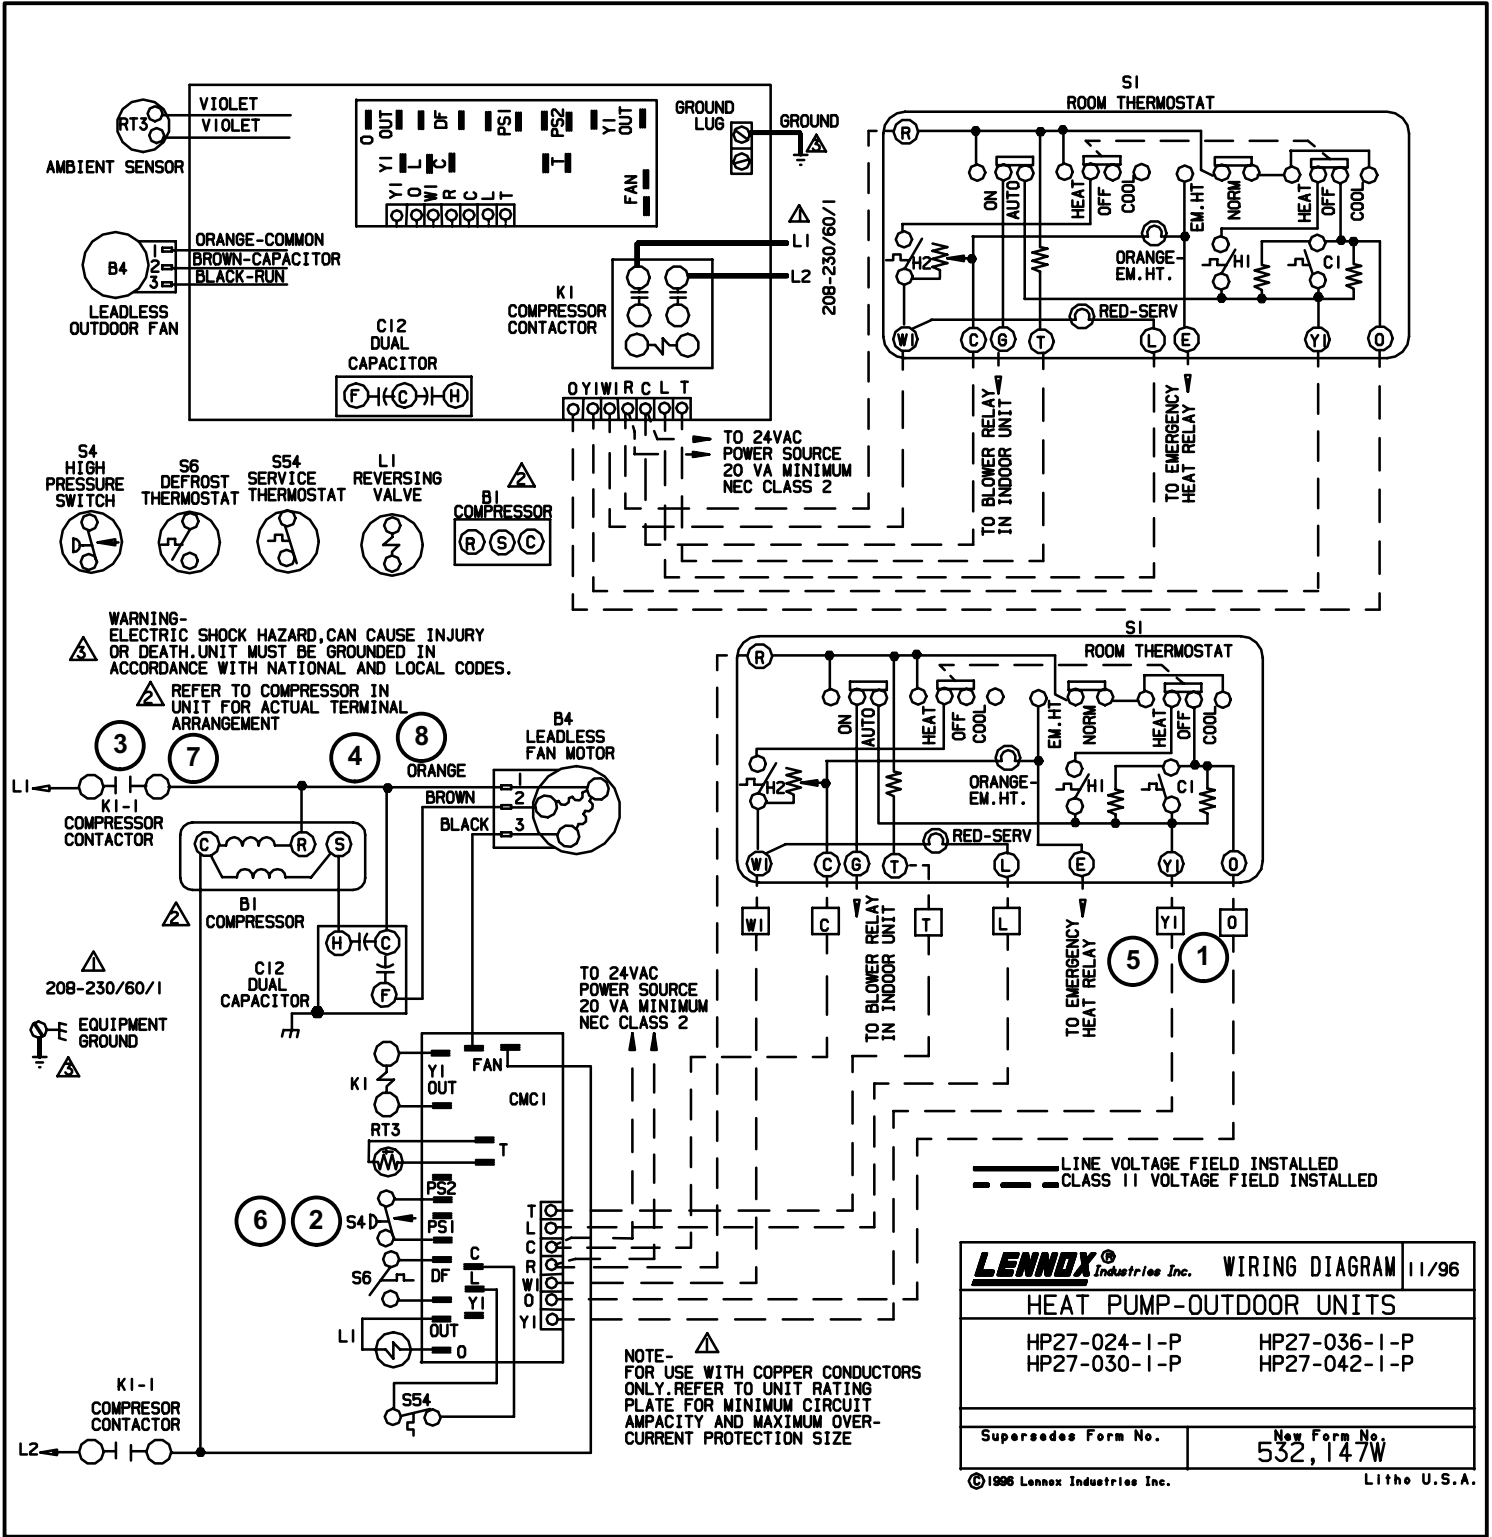 S1
ROOM THERMOSTAT
RT3
VIOLET
VIOLET
AMBIENT SENSOR
O
OUT
DF
PS1
PS2
Y1
OUT
Y1
L
C
T
FAN
Y1
O
W1
R
C
L
T
GROUND
LUG
GROUND
3
1
L1
L2
208-230/60/1
B4
1
2
3
ORANGE-COMMON
BROWN-CAPACITOR
BLACK-RUN
LEADLESS
OUTDOOR FAN
C12
DUAL
CAPACITOR
F
C
H
K1
COMPRESSOR
CONTACTOR
O Y1 W1 R C L T
TO 24VAC
POWER SOURCE
20 VA MINIMUM
NEC CLASS 2
R
ON
AUTO
HEAT
OFF
COOL
EM.HT
NORM
HEAT
OFF
COOL
H2
ORANGE-
EM.HT.
H1
C1
RED-SERV
W1
C
G
T
L
E
Y1
O
TO BLOWER RELAY
IN INDOOR UNIT
TO EMERGENCY
HEAT RELAY
S4
HIGH
PRESSURE
SWITCH
S6
DEFROST
THERMOSTAT
S54
SERVICE
THERMOSTAT
L1
REVERSING
VALVE
2
B1
COMPRESSOR
R
S
C
WARNING-
3
ELECTRIC SHOCK HAZARD,CAN CAUSE INJURY
OR DEATH.UNIT MUST BE GROUNDED IN
ACCORDANCE WITH NATIONAL AND LOCAL CODES.
2
REFER TO COMPRESSOR IN
UNIT FOR ACTUAL TERMINAL
ARRANGEMENT
3
7
4
8
L1
K1-1
COMPRESSOR
CONTACTOR
ORANGE
BROWN
BLACK
B4
LEADLESS
FAN MOTOR
1
2
3
C
R
S
2
B1
COMPRESSOR
H
C
F
C12
DUAL
CAPACITOR
1
208-230/60/1
EQUIPMENT
GROUND
3
S1
ROOM THERMOSTAT
R
ON
AUTO
HEAT
OFF
COOL
EM.HT
NORM
HEAT
OFF
COOL
H2
ORANGE-
EM.HT.
H1
C1
RED-SERV
W1
C
G
T
L
E
Y1
O
W1
C
T
L
Y1
O
TO BLOWER RELAY
IN INDOOR UNIT
TO EMERGENCY
HEAT RELAY
5
1
TO 24VAC
POWER SOURCE
20 VA MINIMUM
NEC CLASS 2
K1
Y1
OUT
FAN
CMC1
RT3
T
6
2
S4
PS2
PS1
S6
DF
C
L
Y1
L1
OUT
O
T
L
C
R
W1
O
Y1
S54
LINE VOLTAGE FIELD INSTALLED
CLASS II VOLTAGE FIELD INSTALLED
K1-1
COMPRESOR
CONTACTOR
L2
1
NOTE-
FOR USE WITH COPPER CONDUCTORS
ONLY.REFER TO UNIT RATING
PLATE FOR MINIMUM CIRCUIT
AMPACITY AND MAXIMUM OVER-
CURRENT PROTECTION SIZE
LENNOX ® Industries Inc. WIRING DIAGRAM 11/96
HEAT PUMP-OUTDOOR UNITS
HP27-024-1-P HP27-036-1-P
HP27-030-1-P HP27-042-1-P
Supersedes Form No.
New Form No.
532,147W
© 1996 Lennox Industries Inc.
Litho U.S.A.